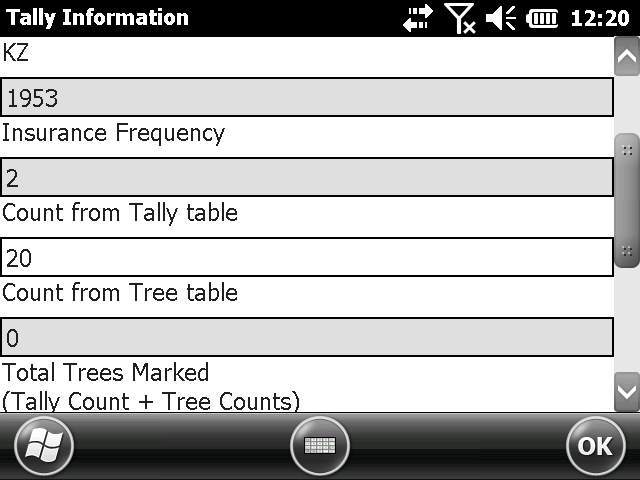 Tally Information 12:20
KZ
1953
Insurance Frequency
2
Count from Tally table
20
Count from Tree table
0
Total Trees Marked
(Tally Count + Tree Counts)
OK